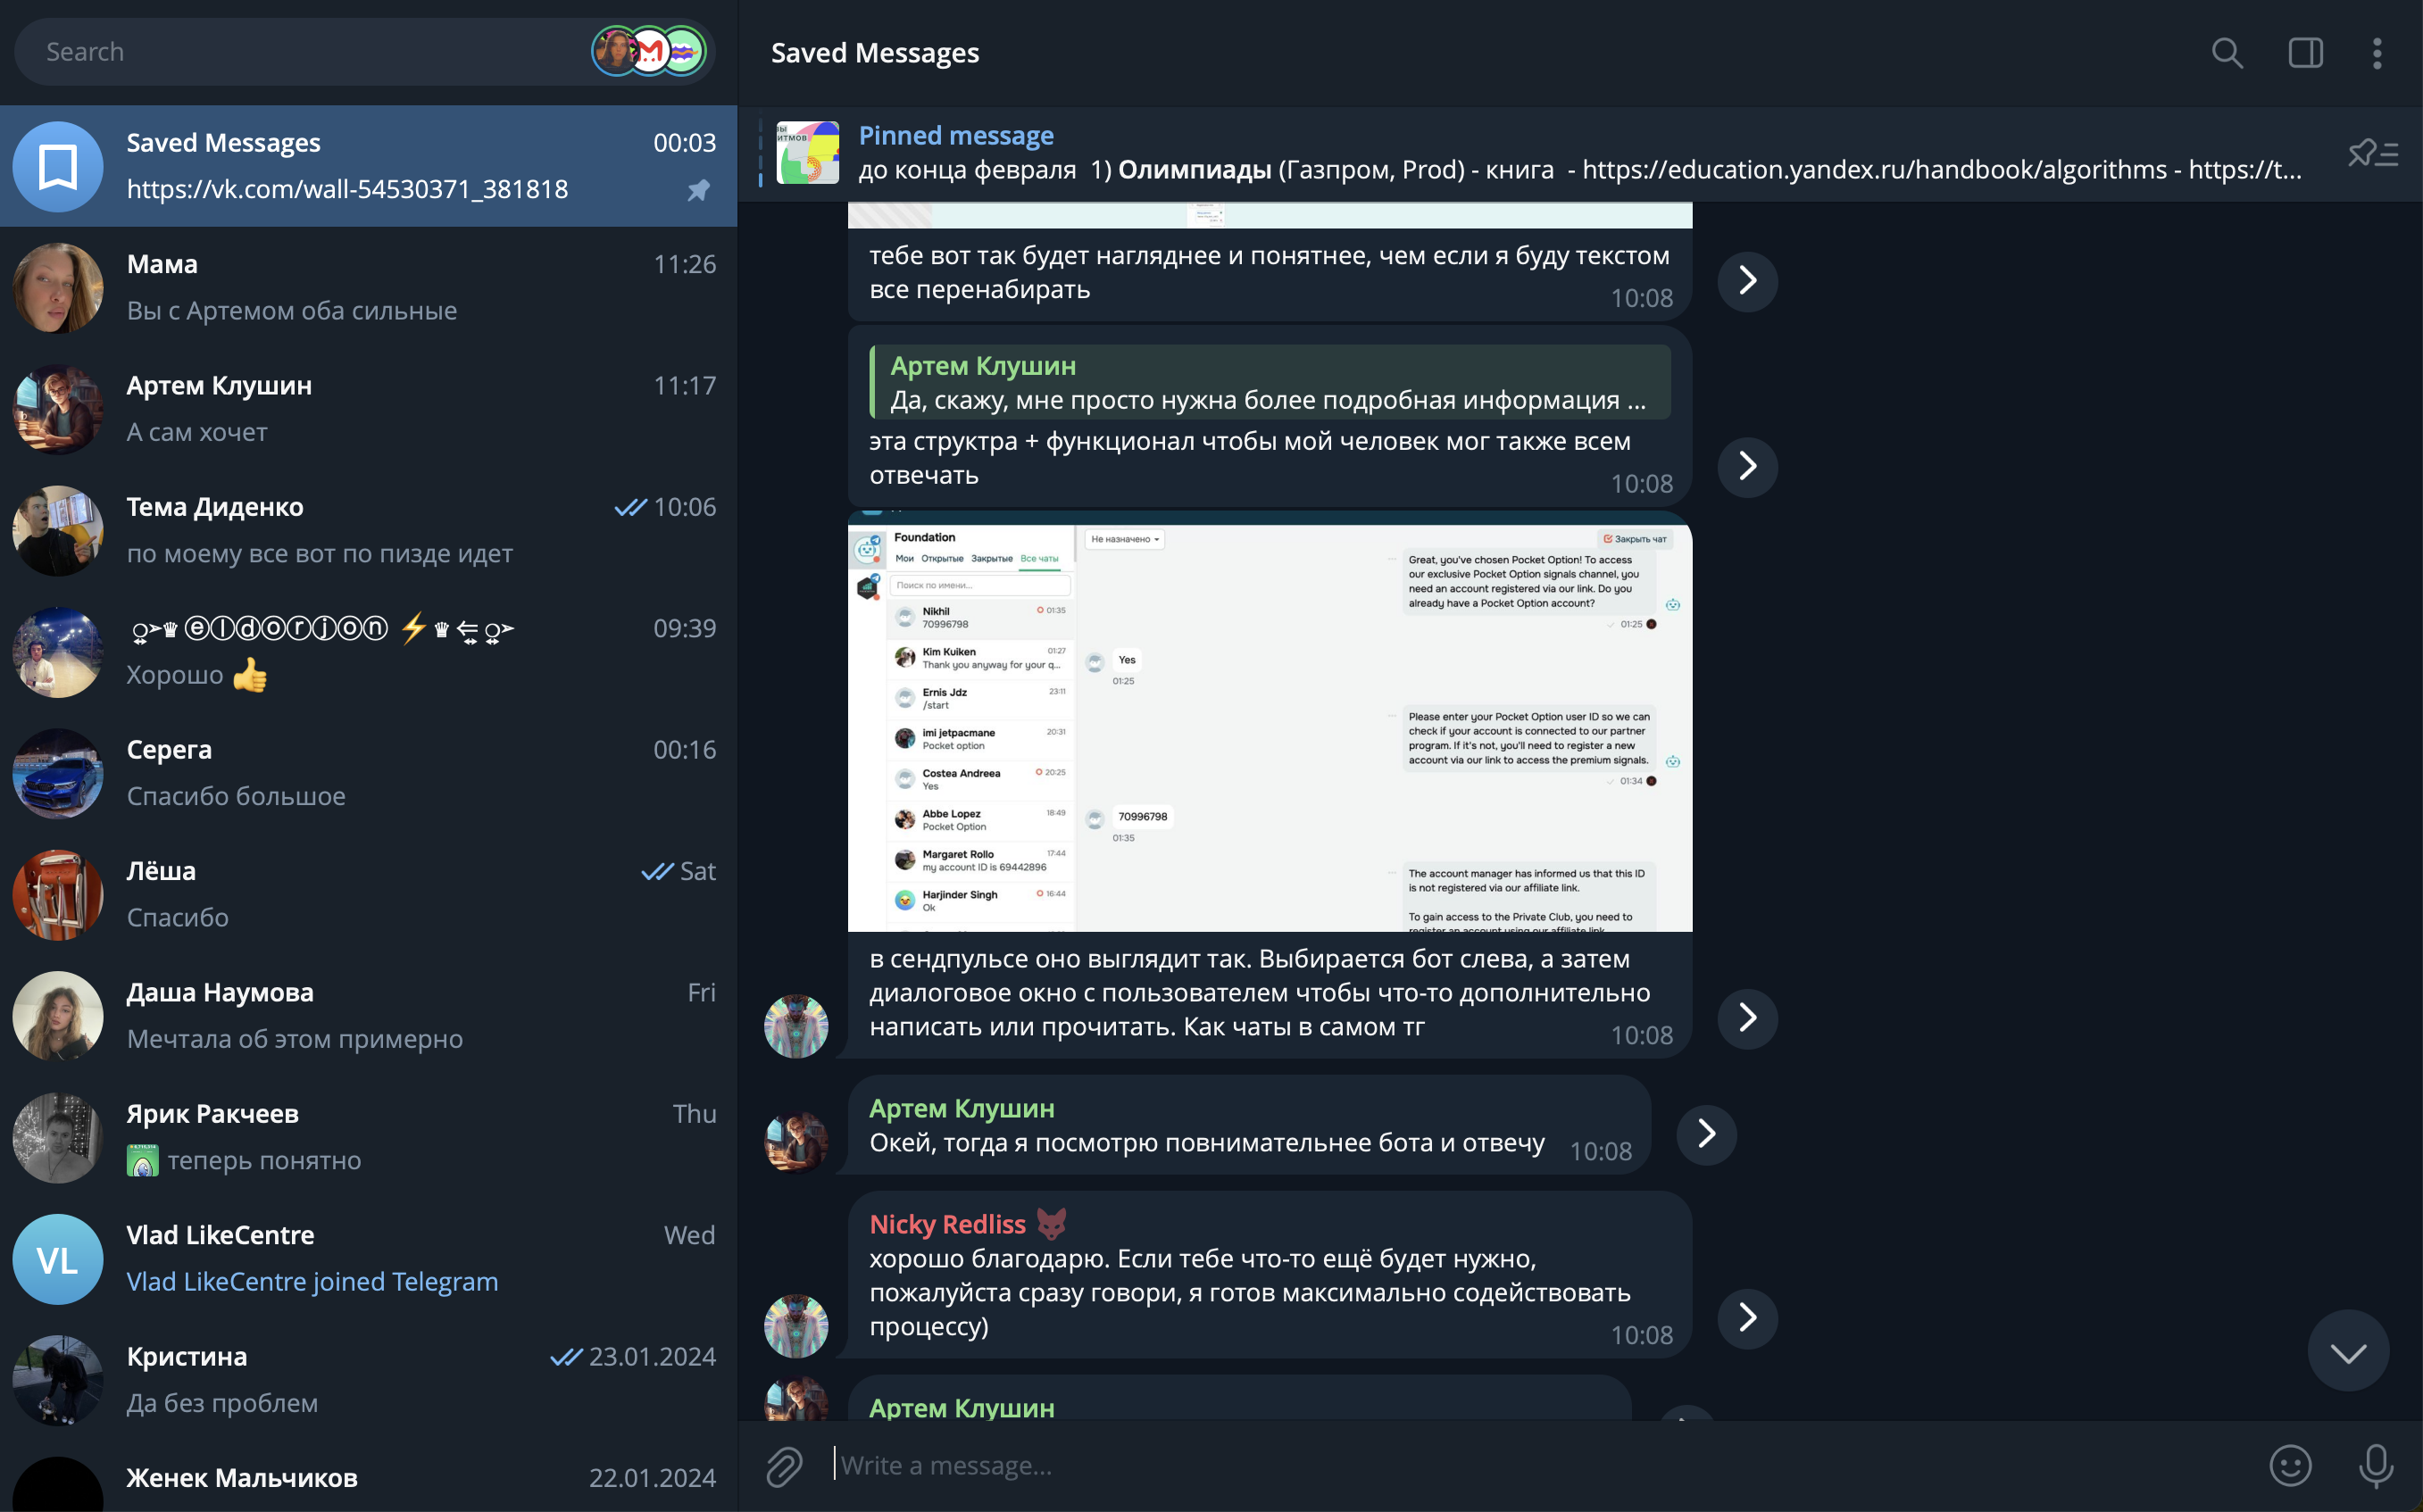 Search
Saved Messages
00:03
https://vk.com/wall-54530371_381818
Мама
11:26
Вы с Артемом оба сильные
Артем Клушин
11:17
А сам хочет
Тема Диденко
10:06
по моему все вот по пизде идет
ⓔⓛⓓⓞⓡⓙⓞⓝ ⚡
09:39
Хорошо 👍
Серега
00:16
Спасибо большое
Лёша
Sat
Спасибо
Даша Наумова
Fri
Мечтала об этом примерно
Ярик Ракчеев
Thu
теперь понятно
VL
Vlad LikeCentre
Wed
Vlad LikeCentre joined Telegram
Кристина
23.01.2024
Да без проблем
Женек Мальчиков
22.01.2024
Saved Messages
Pinned message
до конца февраля 1) Олимпиады (Газпром, Prod) - книга - https://education.yandex.ru/handbook/algorithms - https://t...
тебе вот так будет нагляднее и понятнее, чем если я буду текстом
все перенабирать
10:08
Артем Клушин
Да, скажу, мне просто нужна более подробная информация ...
эта структра + функционал чтобы мой человек мог также всем
отвечать
10:08
Foundation
Мои Открытые Закрытые Все чаты
Поиск по имени...
Nikhil
01:35
70996798
Kim Kuiken
01:27
Thank you anyway for your q...
Ernis Jdz
23:11
/start
imi jetpacmane
20:31
Pocket option
Costea Andreea
20:25
Yes
Abbe Lopez
18:49
Pocket Option
Margaret Rollo
17:44
my account ID is 69442896
Harjinder Singh
16:44
Ok
Не назначено
Закрыть чат
Great, you've chosen Pocket Option! To access
our exclusive Pocket Option signals channel, you
need an account registered via our link. Do you
already have a Pocket Option account?
01:25
Yes
01:25
Please enter your Pocket Option user ID so we can
check if your account is connected to our partner
program. If it's not, you'll need to register a new
account via our link to access the premium signals.
01:34
70996798
01:35
The account manager has informed us that this ID
is not registered via our affiliate link.
To gain access to the Private Club, you need to
register an account using our affiliate link
в сендпульсе оно выглядит так. Выбирается бот слева, а затем
диалоговое окно с пользователем чтобы что-то дополнительно
написать или прочитать. Как чаты в самом тг
10:08
Артем Клушин
Окей, тогда я посмотрю повнимательнее бота и отвечу
10:08
Nicky Redliss
хорошо благодарю. Если тебе что-то ещё будет нужно,
пожалуйста сразу говори, я готов максимально содействовать
процессу)
10:08
Артем Клушин
Write a message...